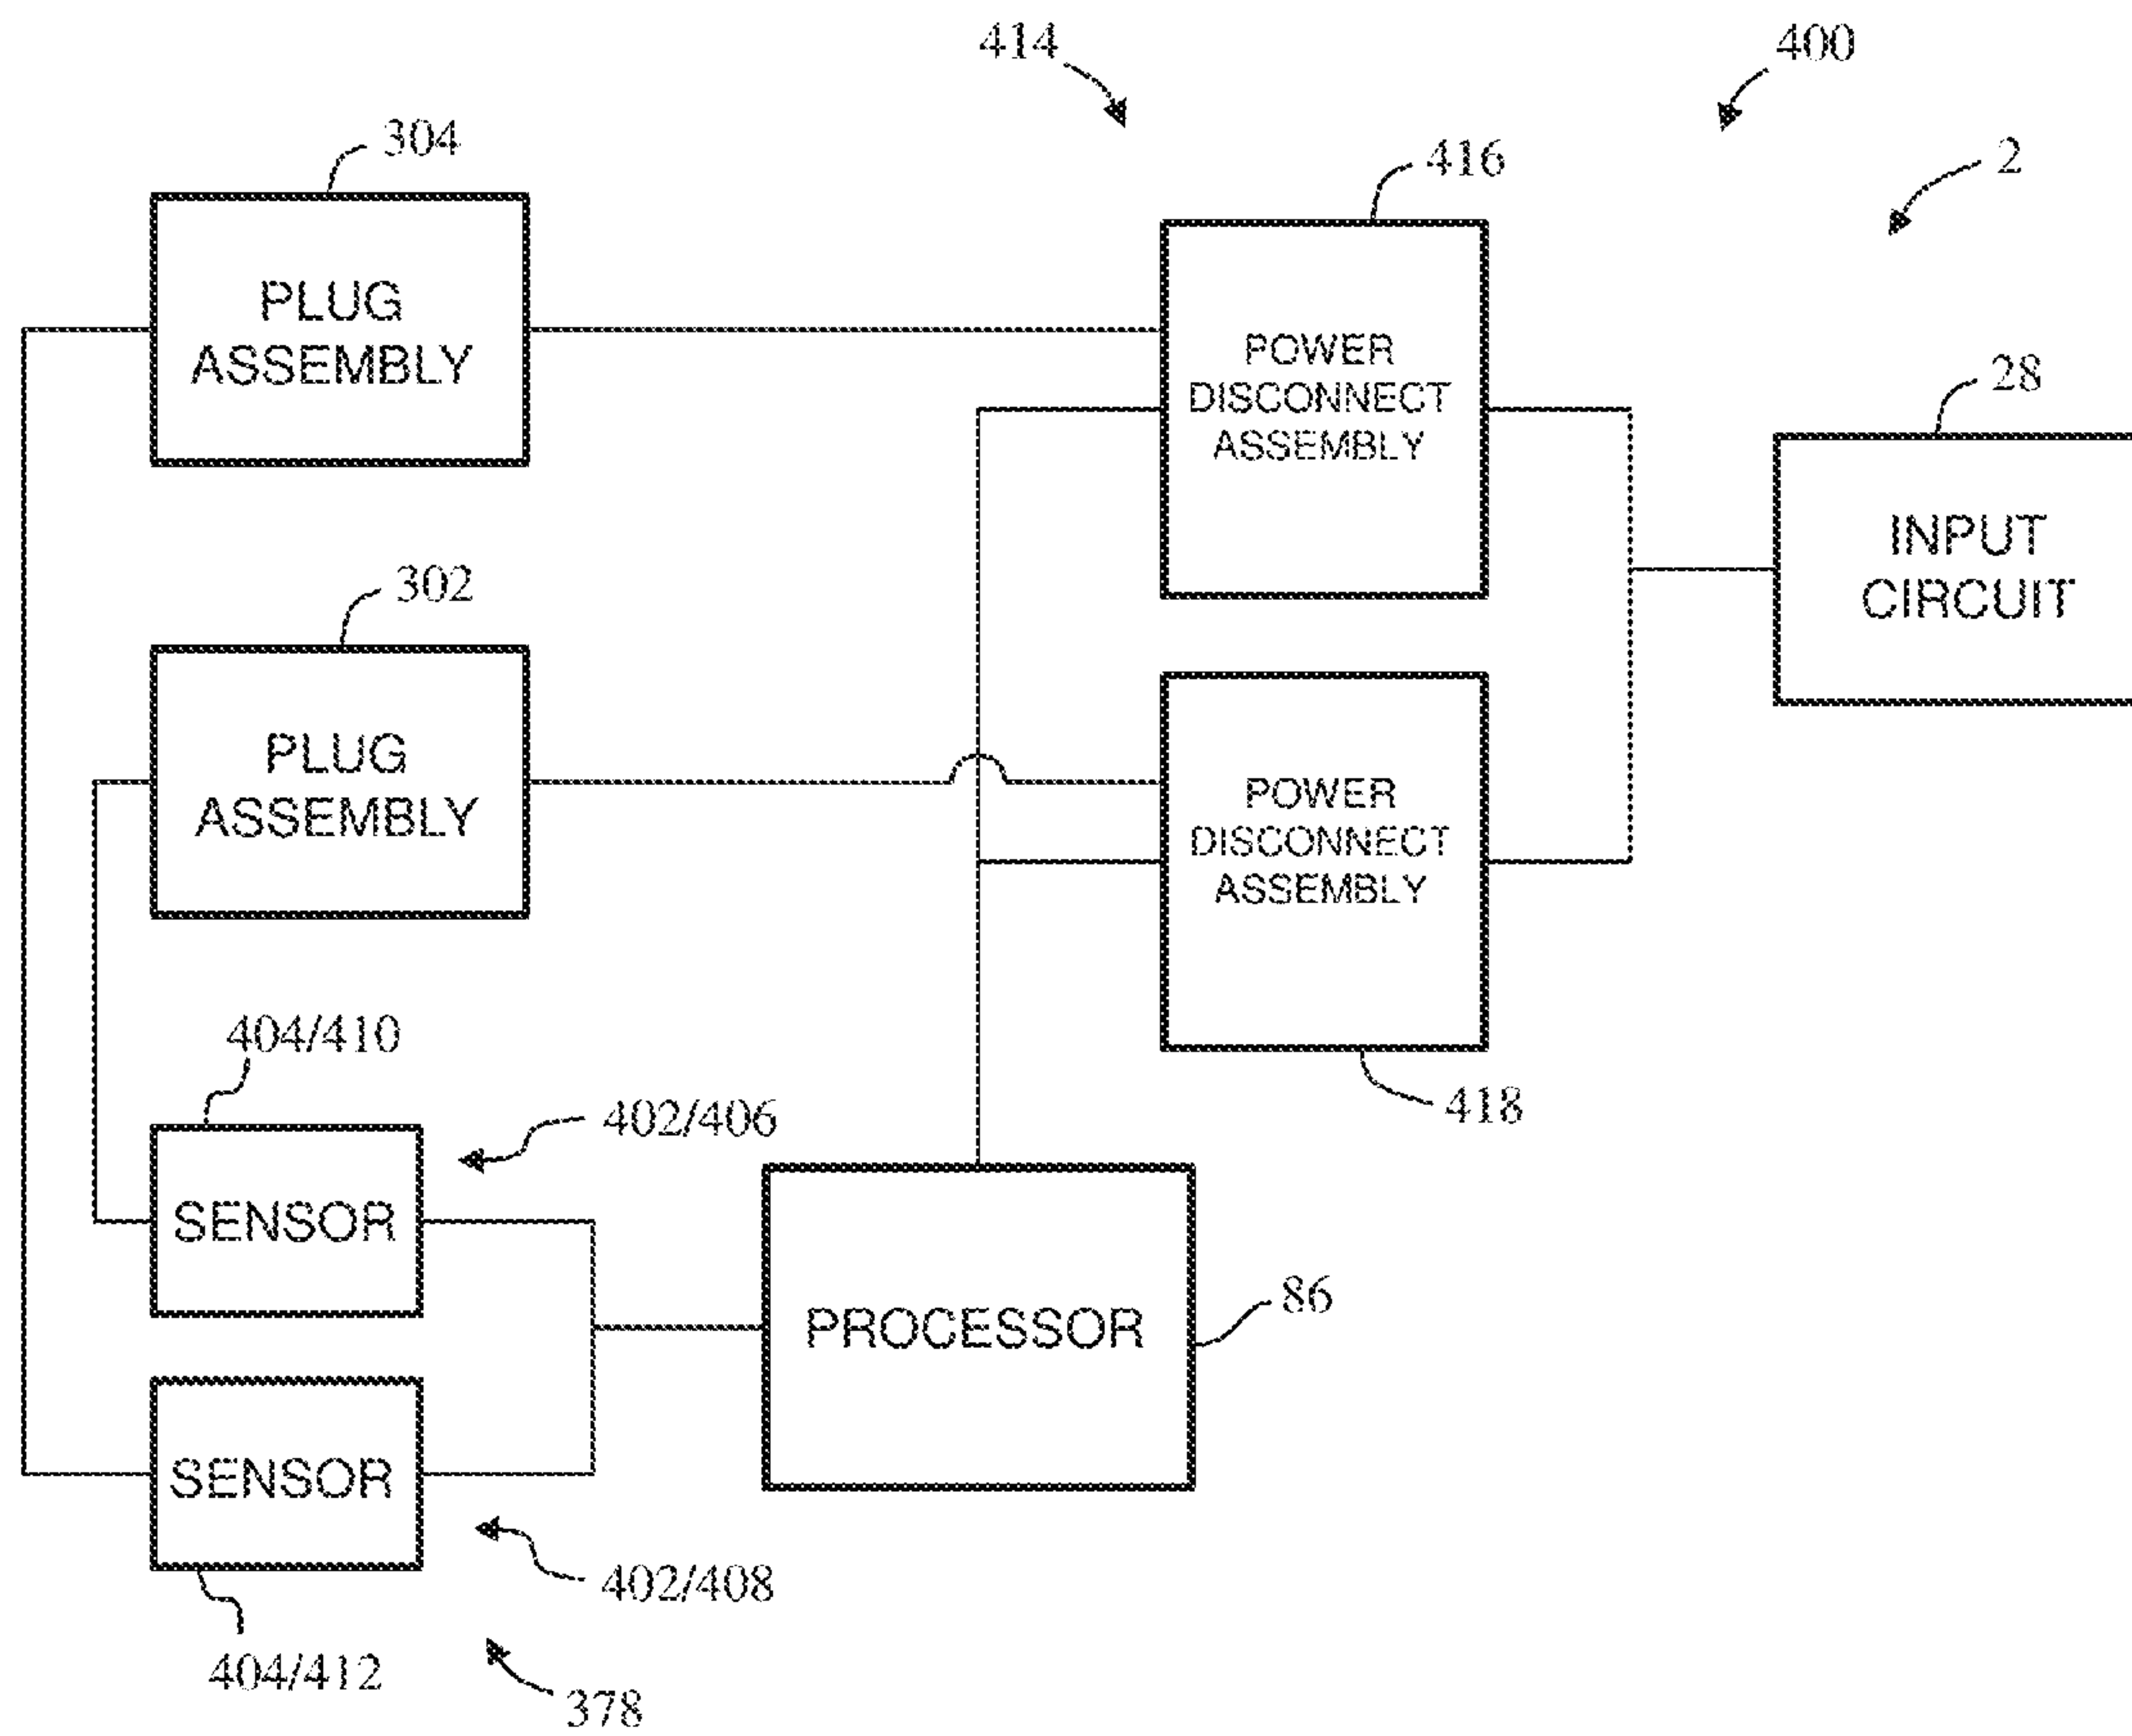 414
400
304
416
2
PLUG
ASSEMBLY
POWER
DISCONNECT
ASSEMBLY
28
INPUT
CIRCUIT
302
PLUG
ASSEMBLY
POWER
DISCONNECT
ASSEMBLY
404/410
402/406
418
SENSOR
PROCESSOR
86
SENSOR
402/408
404/412
378